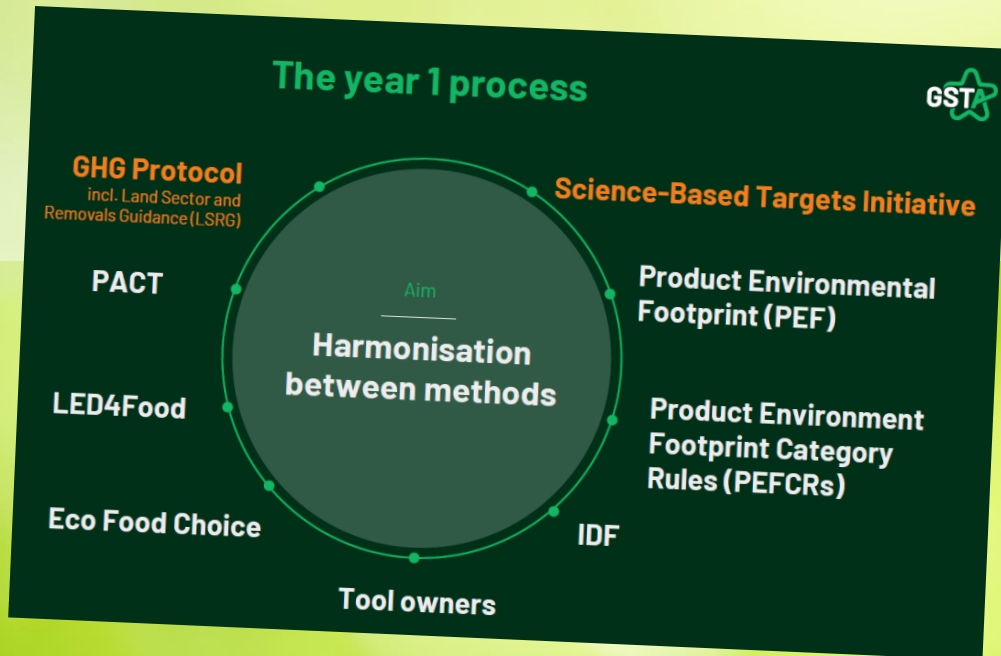 The year 1 process
GSTA
GHG Protocol
incl. Land Sector and
Removals Guidance (LSRG)
Science-Based Targets Initiative
PACT
Product Environmental
Footprint (PEF)
Aim
Harmonisation
between methods
LED4Food
Product Environment
Footprint Category
Rules (PEFCRs)
Eco Food Choice
IDF
Tool owners